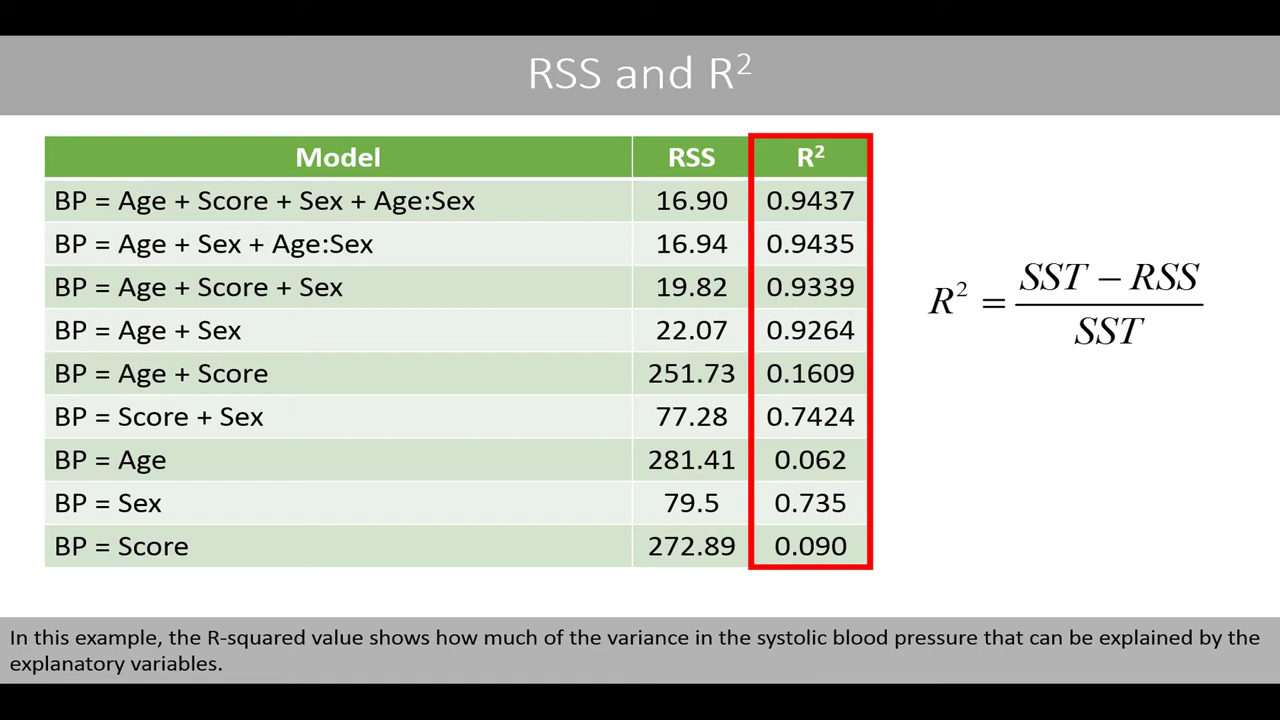 RSS and R²
Model RSS R²
BP = Age + Score + Sex + Age:Sex 16.90 0.9437
BP = Age + Sex + Age:Sex 16.94 0.9435
BP = Age + Score + Sex 19.82 0.9339
BP = Age + Sex 22.07 0.9264
BP = Age + Score 251.73 0.1609
BP = Score + Sex 77.28 0.7424
BP = Age 281.41 0.062
BP = Sex 79.5 0.735
BP = Score 272.89 0.090
R² = (SST − RSS) / SST
In this example, the R-squared value shows how much of the variance in the systolic blood pressure that can be explained by the
explanatory variables.